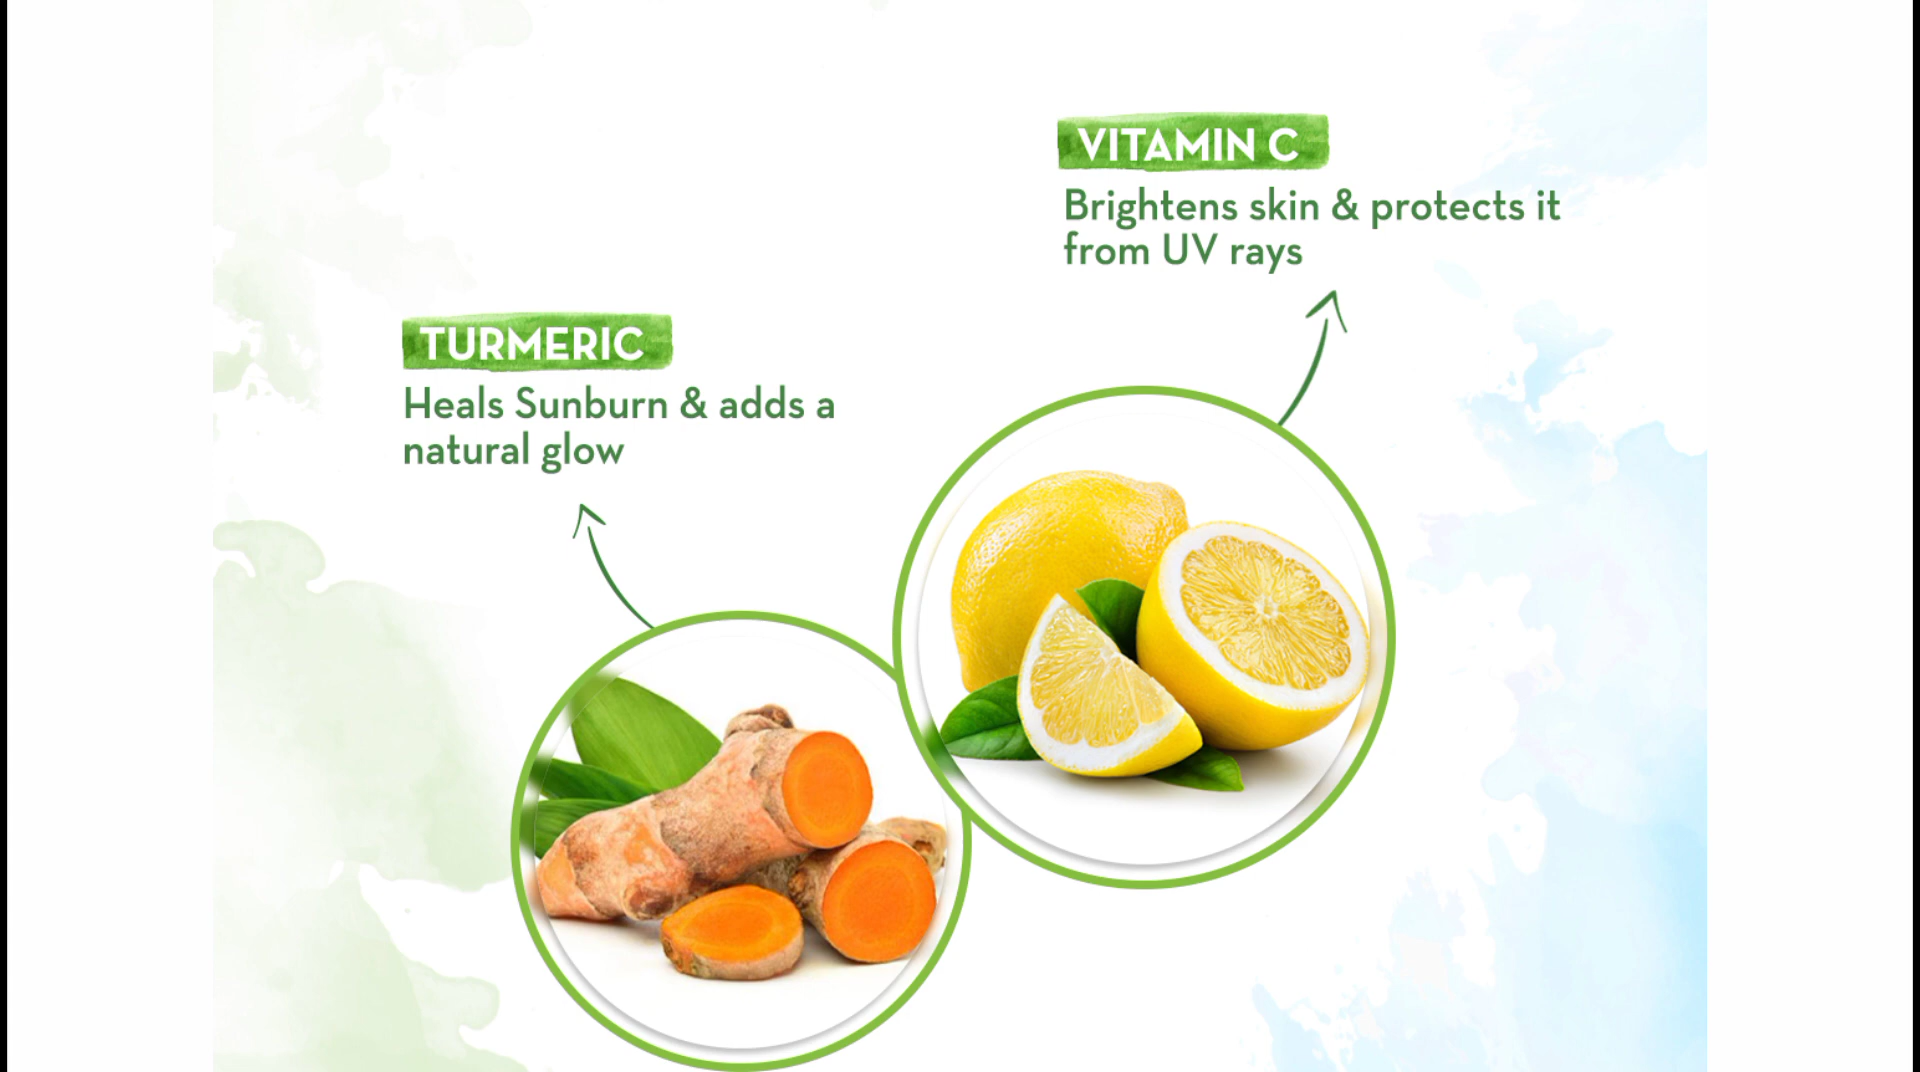 VITAMIN C
Brightens skin & protects it
from UV rays
TURMERIC
Heals Sunburn & adds a
natural glow